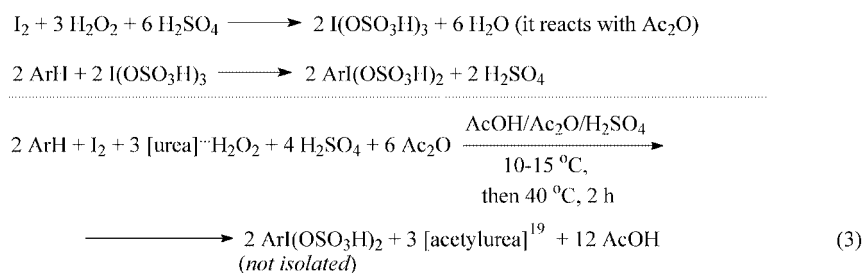 I₂ + 3 H₂O₂ + 6 H₂SO₄ ⟶ 2 I(OSO₃H)₃ + 6 H₂O (it reacts with Ac₂O)
2 ArH + 2 I(OSO₃H)₃ ⟶ 2 ArI(OSO₃H)₂ + 2 H₂SO₄
2 ArH + I₂ + 3 [urea]···H₂O₂ + 4 H₂SO₄ + 6 Ac₂O ⟶
AcOH/Ac₂O/H₂SO₄
10-15 °C,
then 40 °C, 2 h
⟶ 2 ArI(OSO₃H)₂ + 3 [acetylurea]¹⁹ + 12 AcOH (3)
(not isolated)